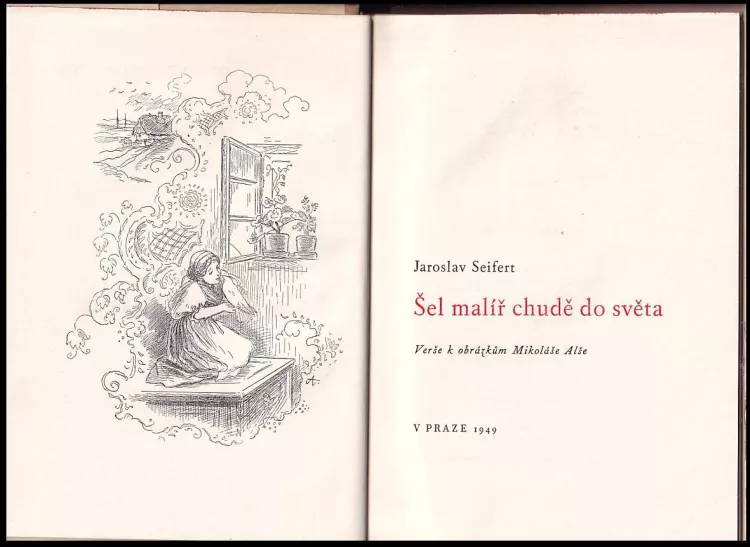 Jaroslav Seifert
Šel malíř chudě do světa
Verše k obrázkům Mikoláše Alše
V PRAZE 1949